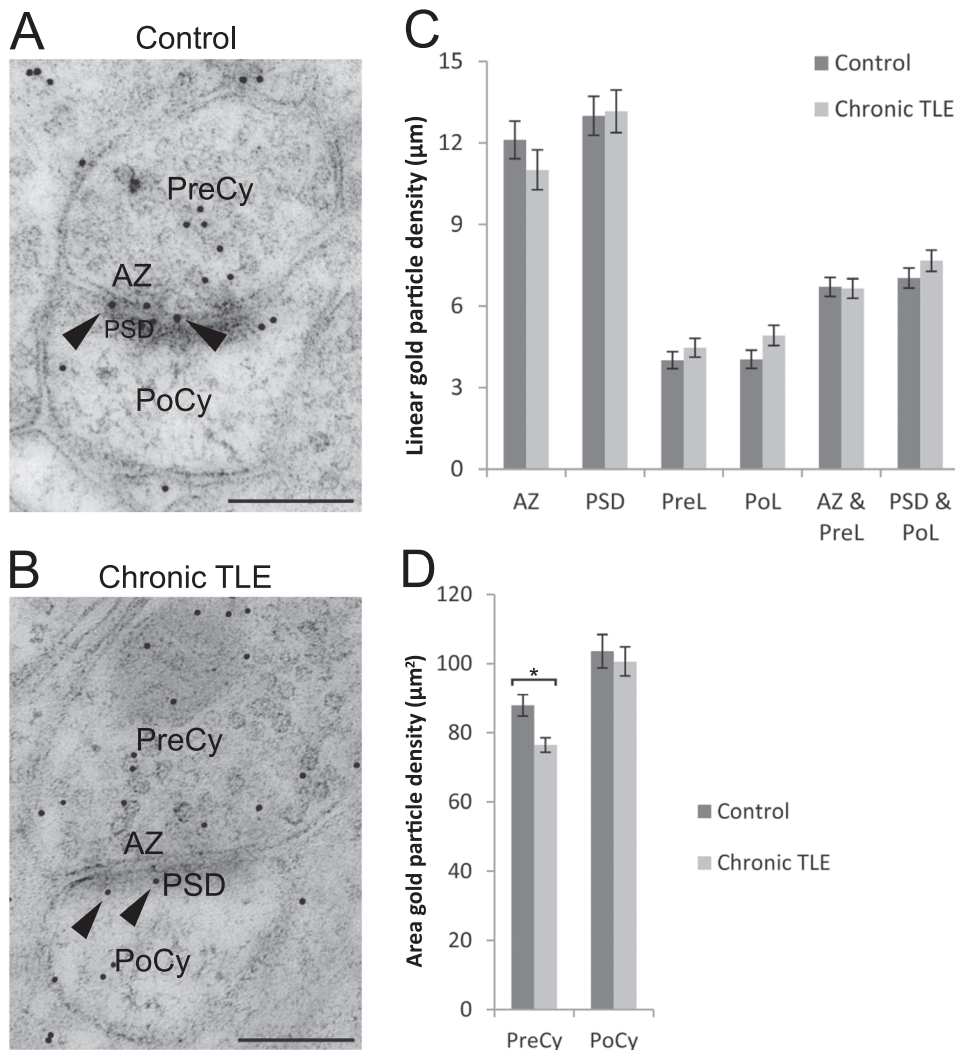 A
Control
PreCy
AZ
PSD
PoCy
B
Chronic TLE
PreCy
AZ
PSD
PoCy
C
Linear gold particle density (µm)
15
12
9
6
3
0
Control
Chronic TLE
AZ
PSD
PreL
PoL
AZ &
PreL
PSD &
PoL
D
Area gold particle density (µm²)
120
100
80
60
40
20
0
*
Control
Chronic TLE
PreCy
PoCy